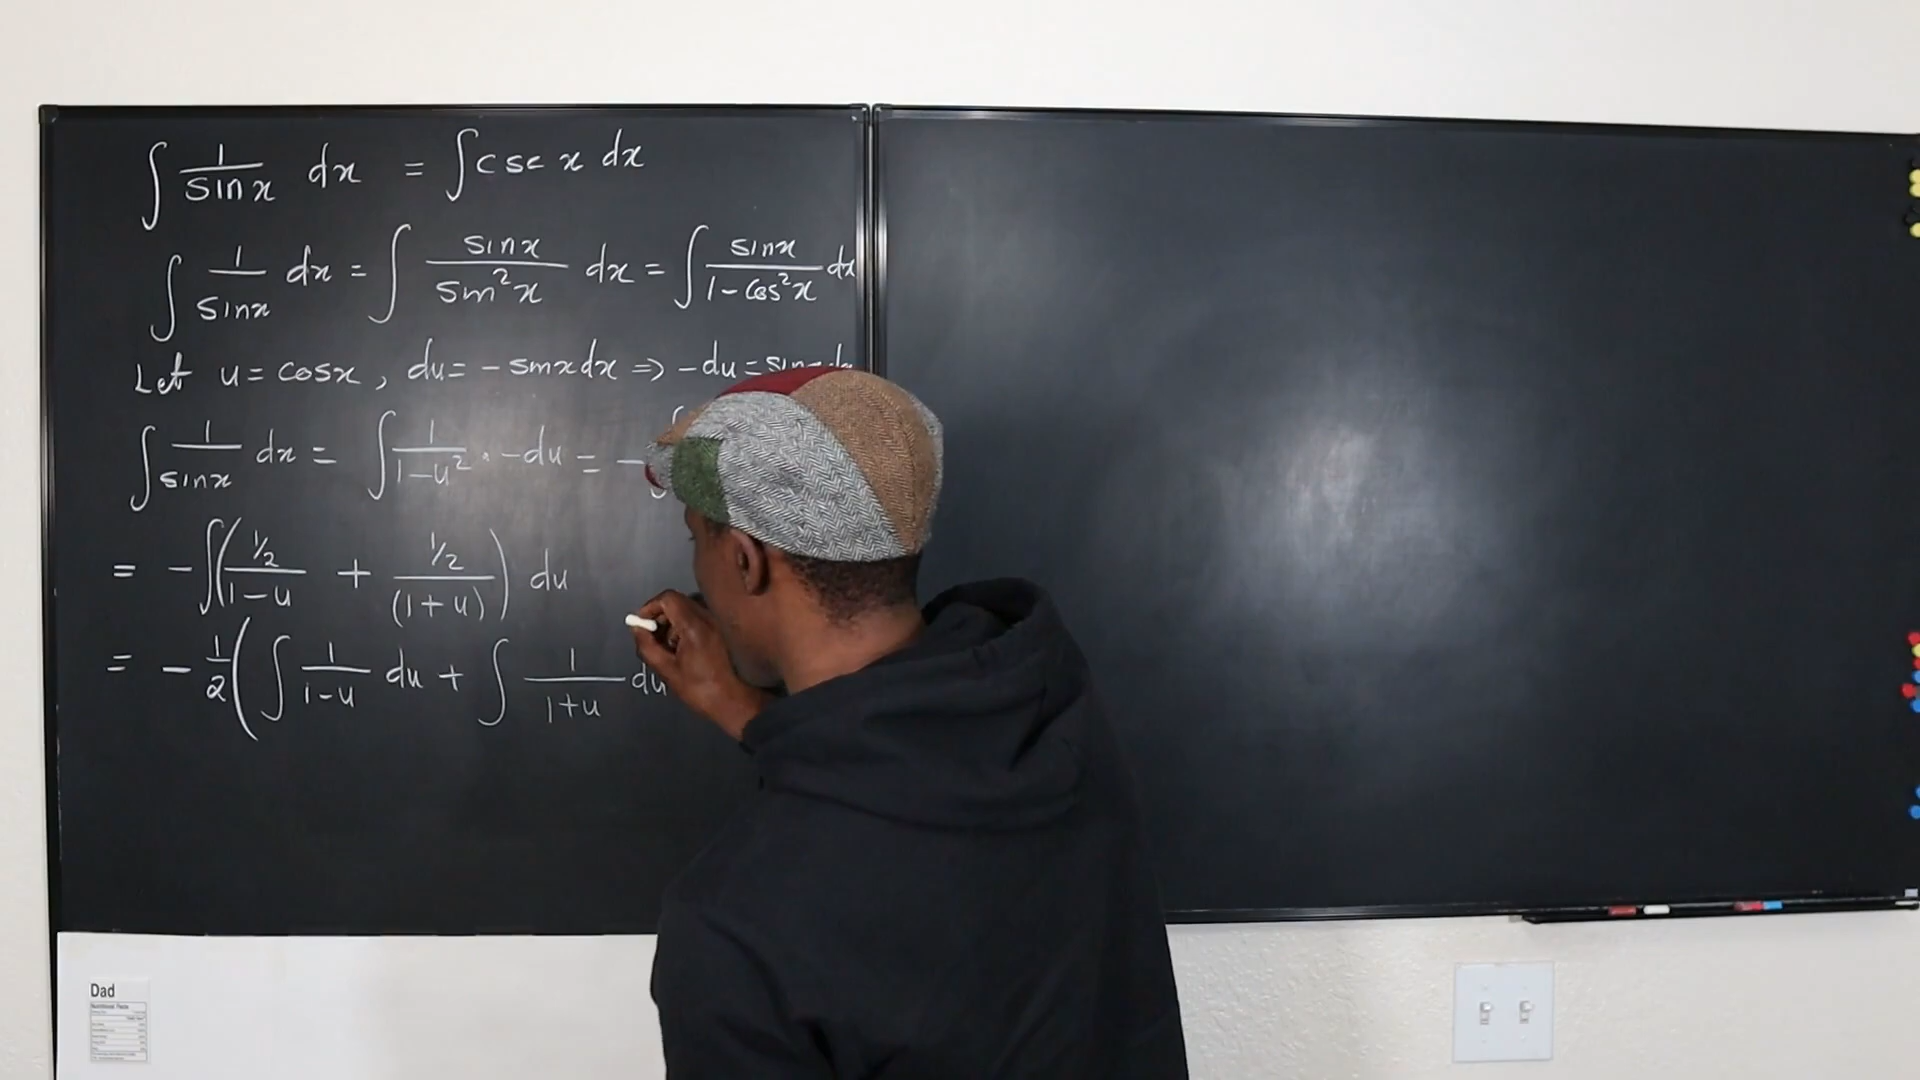 ∫ 1/sinx dx = ∫ csc x dx
∫ 1/sinx dx = ∫ sinx/sin²x dx = ∫ sinx/(1-cos²x) dx
Let u = cosx, du = -sinxdx ⇒ -du = sinxdx
∫ 1/sinx dx = ∫ 1/(1-u²) · -du = -∫
= -∫( ½/(1-u) + ½/(1+u) ) du
= -1/2 ( ∫ 1/(1-u) du + ∫ 1/(1+u) du
Dad